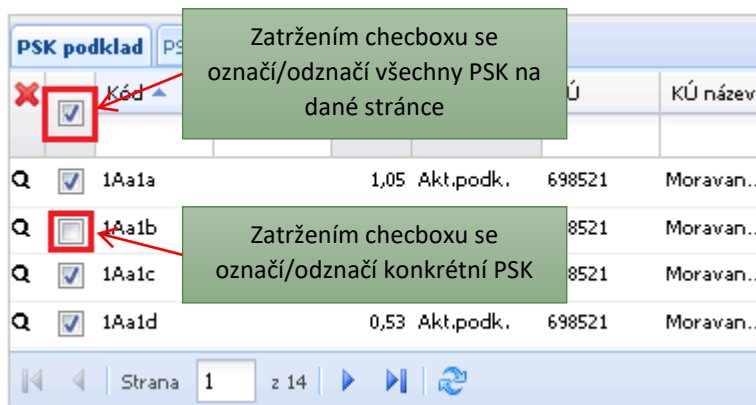 PSK podklad PS
Zatržením checboxu se
označí/odznačí všechny PSK na
dané stránce
Kód Ú KÚ název
1Aa1a 1,05 Akt.podk. 698521 Moravan..
1Aa1b 8521 Moravan..
Zatržením checboxu se
označí/odznačí konkrétní PSK
1Aa1c 8521 Moravan..
1Aa1d 0,53 Akt.podk. 698521 Moravan..
Strana 1 z 14